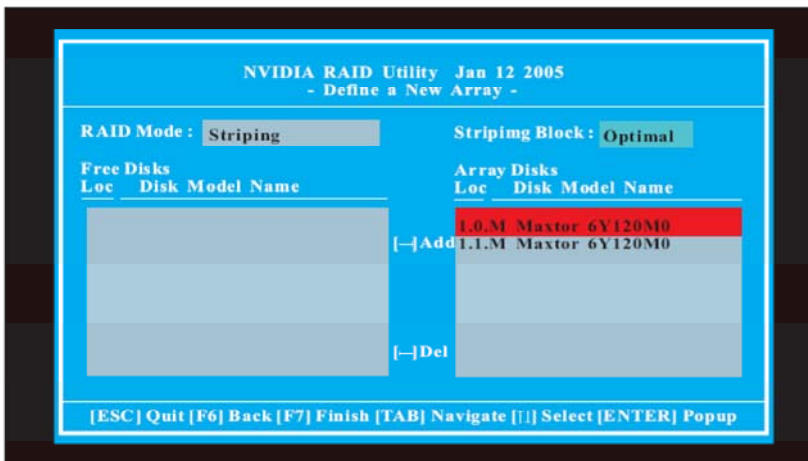 NVIDIA RAID Utility Jan 12 2005
- Define a New Array -
RAID Mode : Striping
Stripimg Block : Optimal
Free Disks
Loc Disk Model Name
Array Disks
Loc Disk Model Name
[—]Add
1.0.M Maxtor 6Y120M0
1.1.M Maxtor 6Y120M0
[—]Del
[ESC] Quit [F6] Back [F7] Finish [TAB] Navigate [↑↓] Select [ENTER] Popup